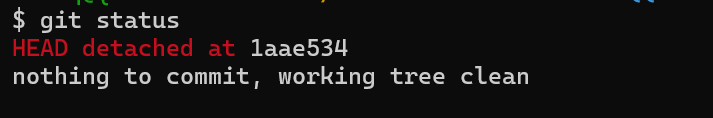 $ git status
HEAD detached at 1aae534
nothing to commit, working tree clean